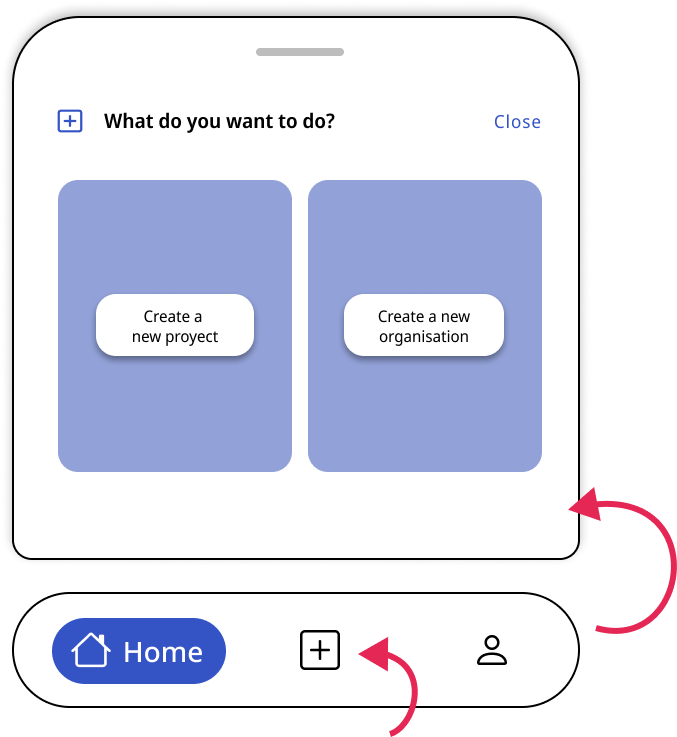 What do you want to do?
Close
Create a
new proyect
Create a new
organisation
Home